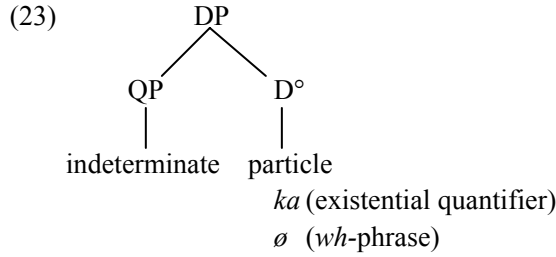 (23) DP
QP D°
indeterminate particle
ka (existential quantifier)
ø (wh-phrase)